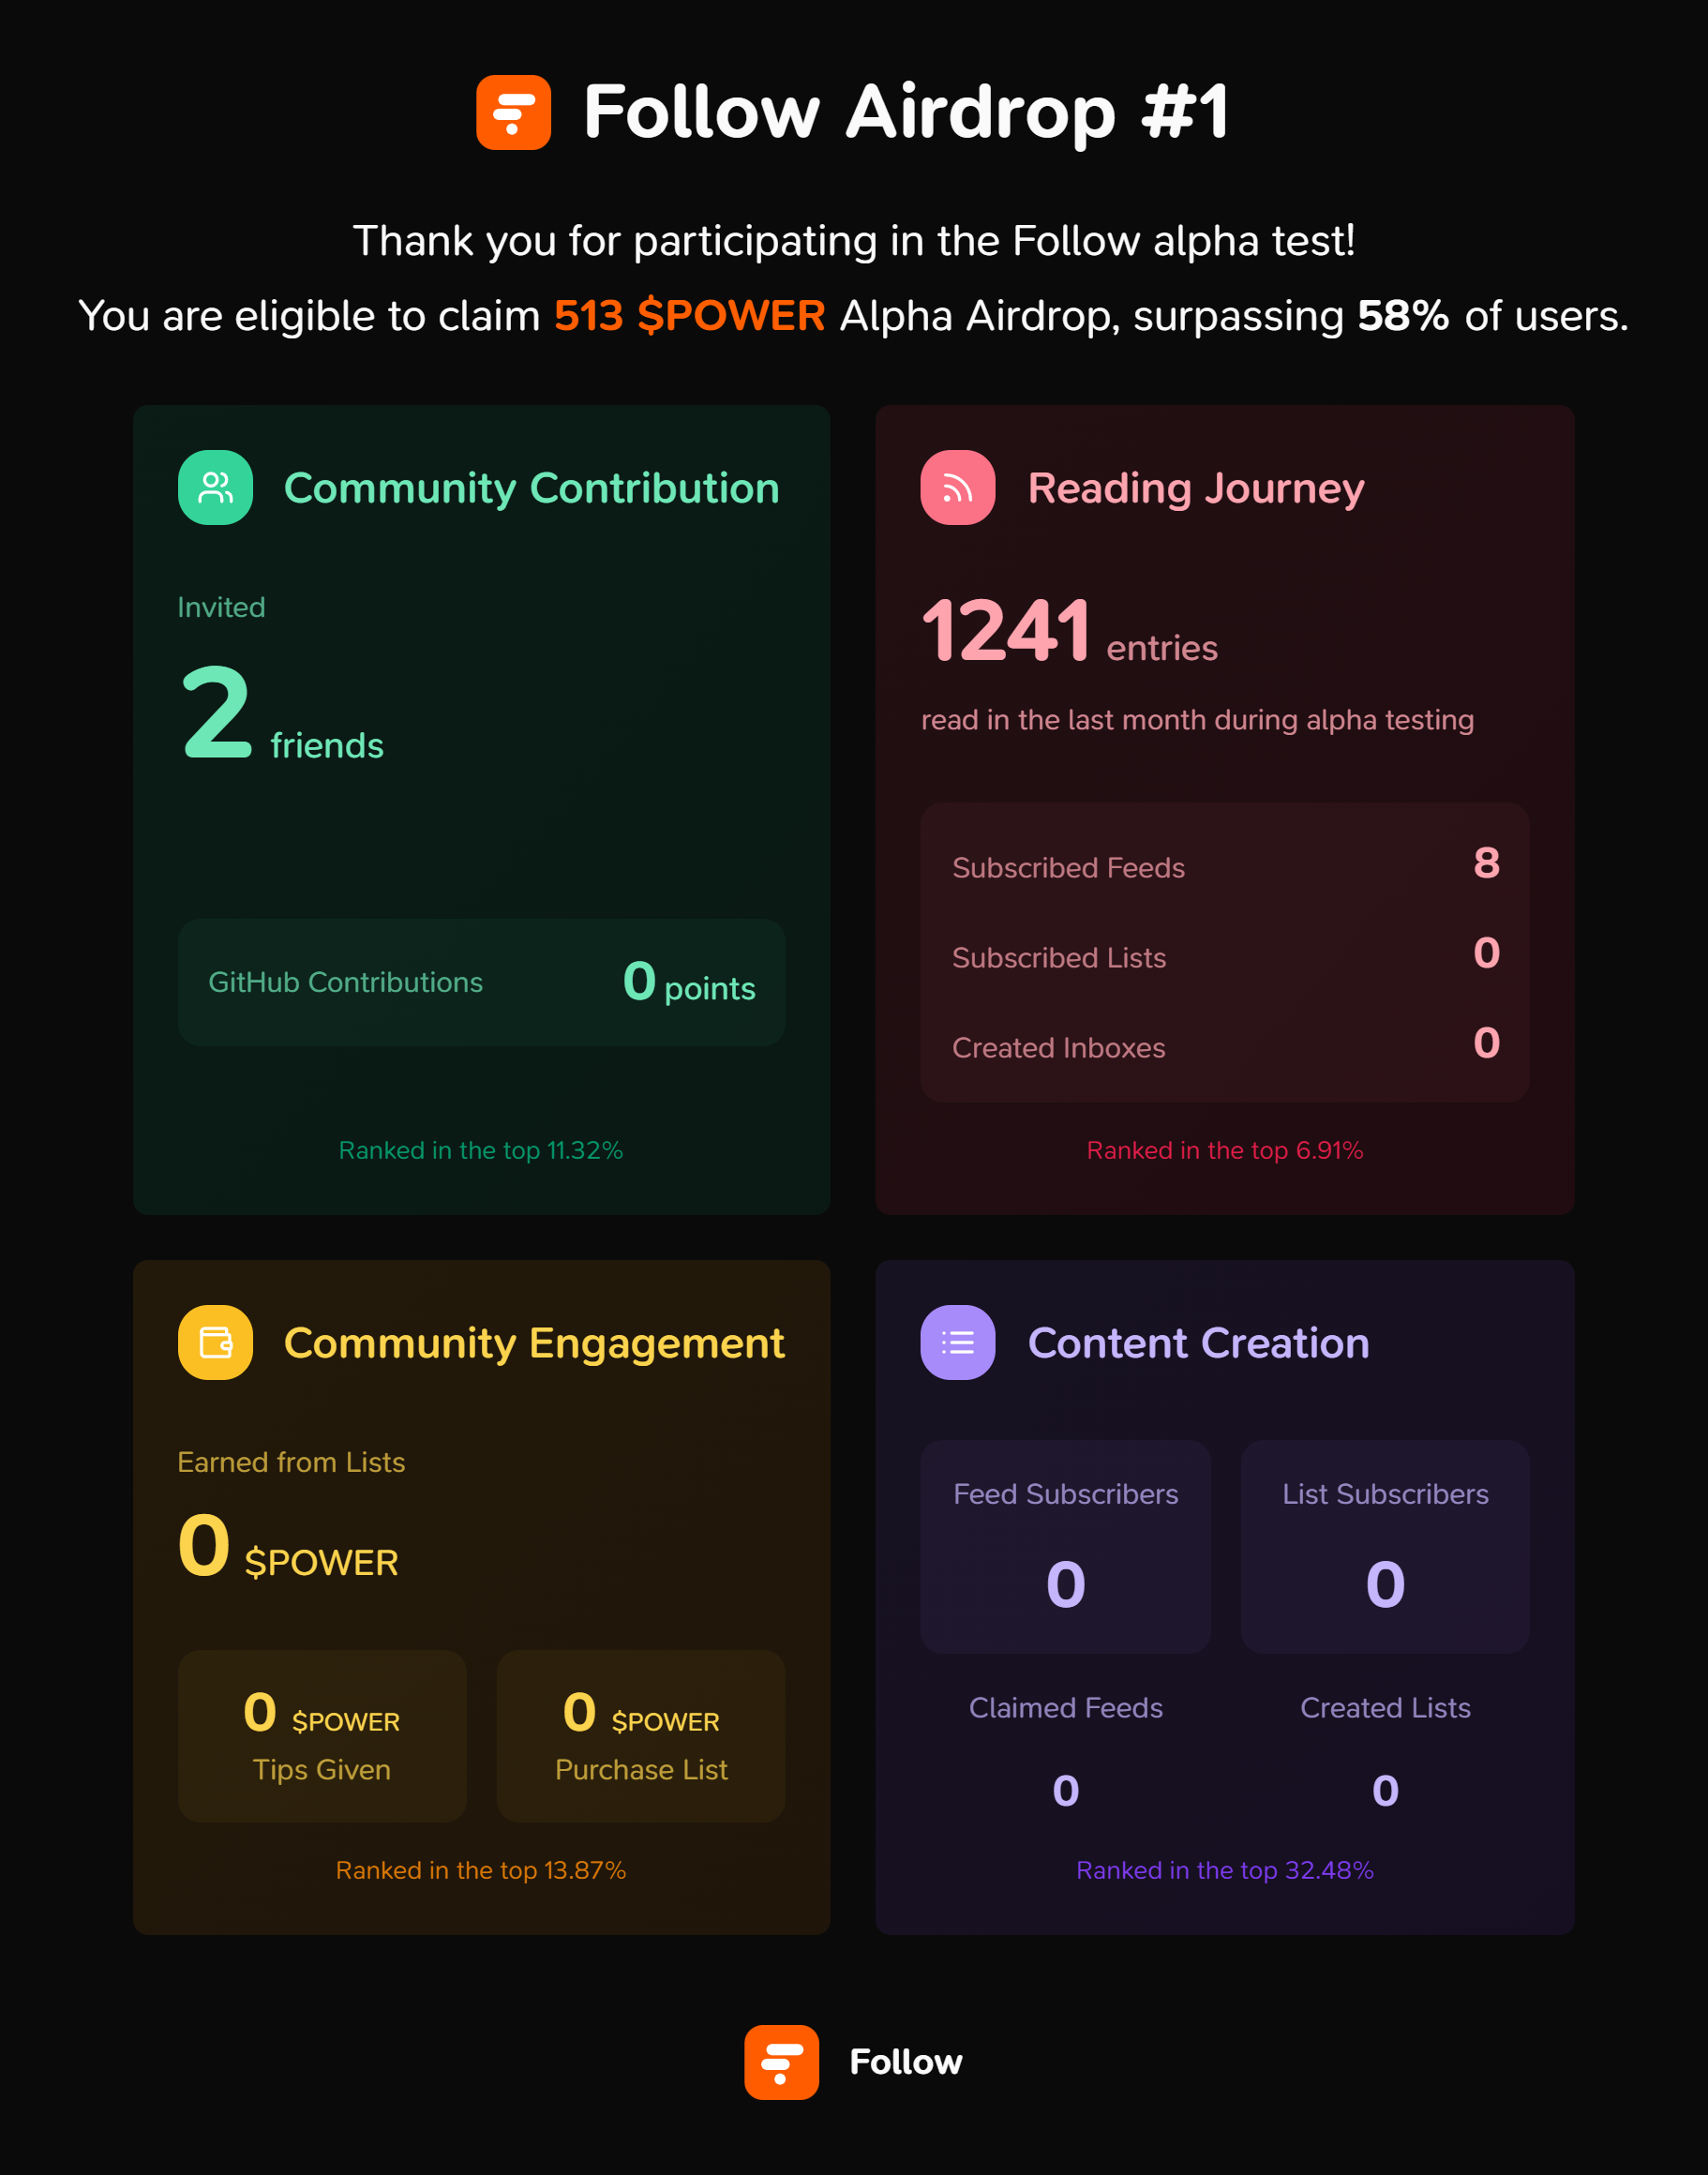 Follow Airdrop #1
Thank you for participating in the Follow alpha test!
You are eligible to claim 513 $POWER Alpha Airdrop, surpassing 58% of users.
Community Contribution
Invited
2 friends
GitHub Contributions 0 points
Ranked in the top 11.32%
Reading Journey
1241 entries
read in the last month during alpha testing
Subscribed Feeds 8
Subscribed Lists 0
Created Inboxes 0
Ranked in the top 6.91%
Community Engagement
Earned from Lists
0 $POWER
0 $POWER
Tips Given
0 $POWER
Purchase List
Ranked in the top 13.87%
Content Creation
Feed Subscribers
0
List Subscribers
0
Claimed Feeds
0
Created Lists
0
Ranked in the top 32.48%
Follow